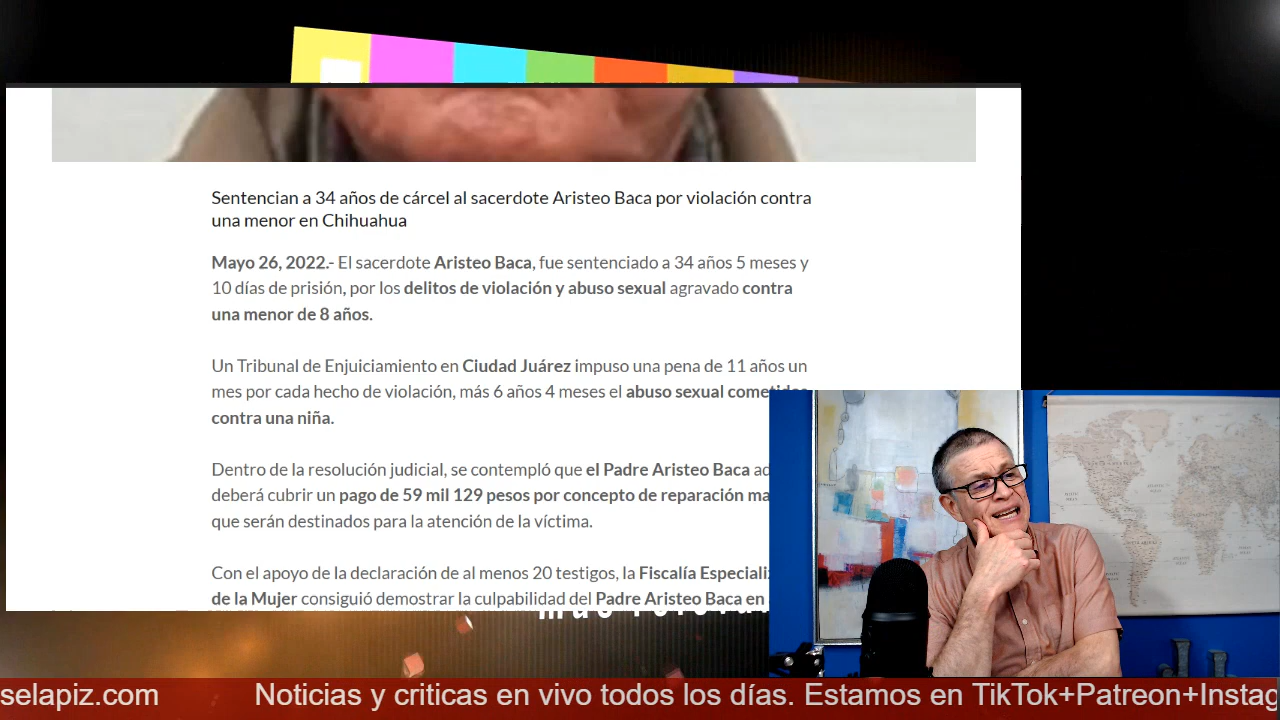 Sentencian a 34 años de cárcel al sacerdote Aristeo Baca por violación contra
una menor en Chihuahua
Mayo 26, 2022.- El sacerdote Aristeo Baca, fue sentenciado a 34 años 5 meses y
10 días de prisión, por los delitos de violación y abuso sexual agravado contra
una menor de 8 años.
Un Tribunal de Enjuiciamiento en Ciudad Juárez impuso una pena de 11 años un
mes por cada hecho de violación, más 6 años 4 meses el abuso sexual
contra una niña.
Dentro de la resolución judicial, se contempló que el Padre Aristeo Baca
deberá cubrir un pago de 59 mil 129 pesos por concepto de reparación
que serán destinados para la atención de la víctima.
Con el apoyo de la declaración de al menos 20 testigos, la Fiscalía
de la Mujer consiguió demostrar la culpabilidad del Padre Aristeo Baca en
selapiz.com Noticias y criticas en vivo todos los días. Estamos en TikTok+Patreon+Instag